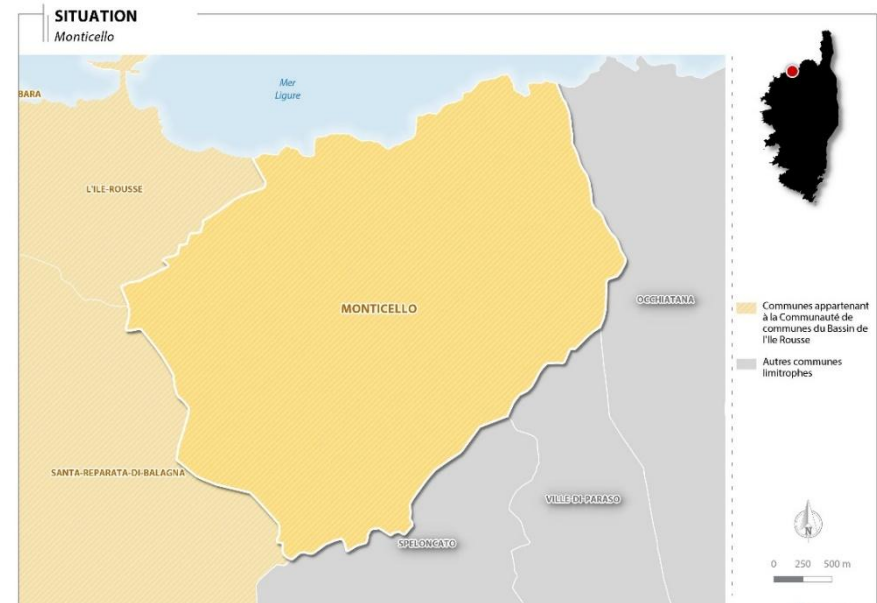 SITUATION
Monticello
Mer
Ligure
BARA
L'ILE-ROUSSE
MONTICELLO
OCCHIATANA
SANTA-REPARATA-DI-BALAGNA
VILLE-DI-PARASO
SPELONCATO
Communes appartenant
à la Communauté de
communes du Bassin de
l'Ile Rousse
Autres communes
limitrophes
N
0 250 500 m